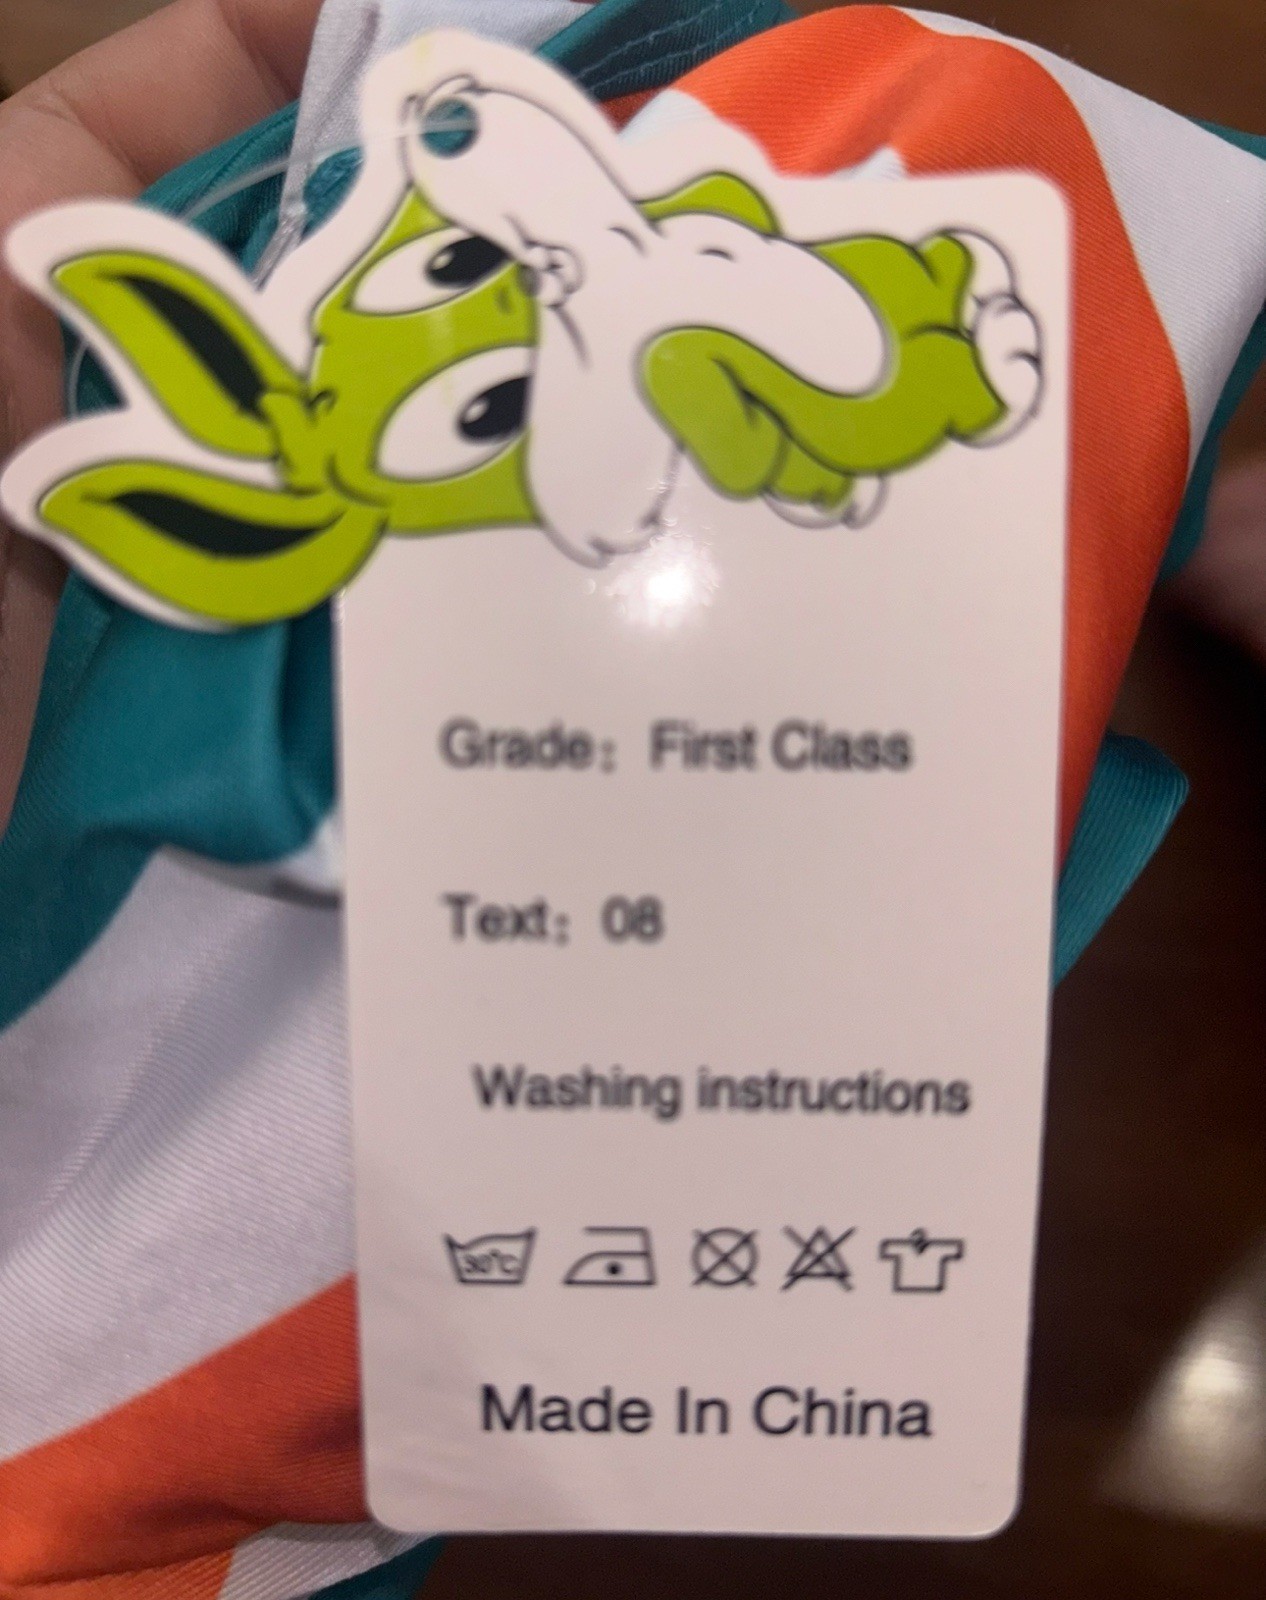 Grade： First Class
Text： 08
Washing instructions
30°C
Made In China